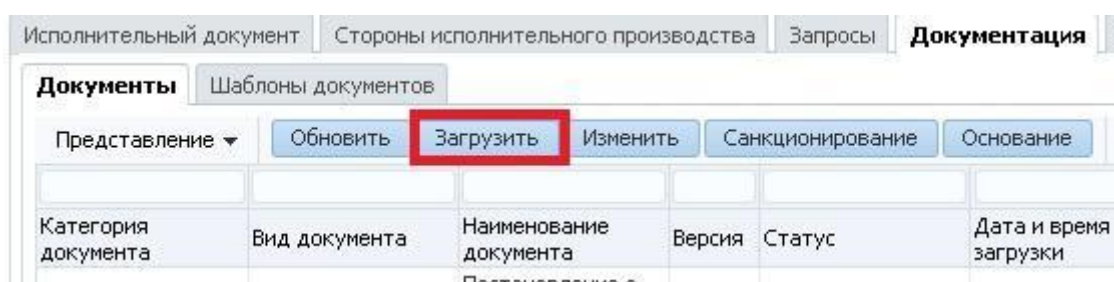 Исполнительный документ Стороны исполнительного производства Запросы Документация
Документы Шаблоны документов
Представление Обновить Загрузить Изменить Санкционирование Основание
Категория документа Вид документа Наименование документа Версия Статус Дата и время загрузки